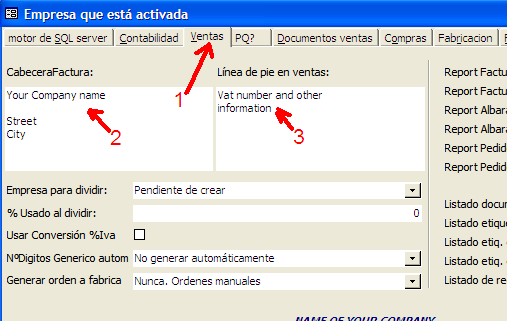 Empresa que está activada
motor de SQL server Contabilidad Ventas PQ? Documentos ventas Compras Fabricacion F
CabeceraFactura: Línea de pie en ventas: Report Factu
Your Company name Vat number and other Report Factu
information Report Albara
Street Report Albara
City Report Pedid
Report Pedid
1
2
3
Empresa para dividir: Pendiente de crear
% Usado al dividir: 0 Listado docum
Usar Conversión %Iva Listado etique
NºDigitos Generico autom No generar automáticamente Listado etiq.
Generar orden a fabrica Nunca. Ordenes manuales Listado etiq.
Listado de re
NAME OF YOUR COMPANY